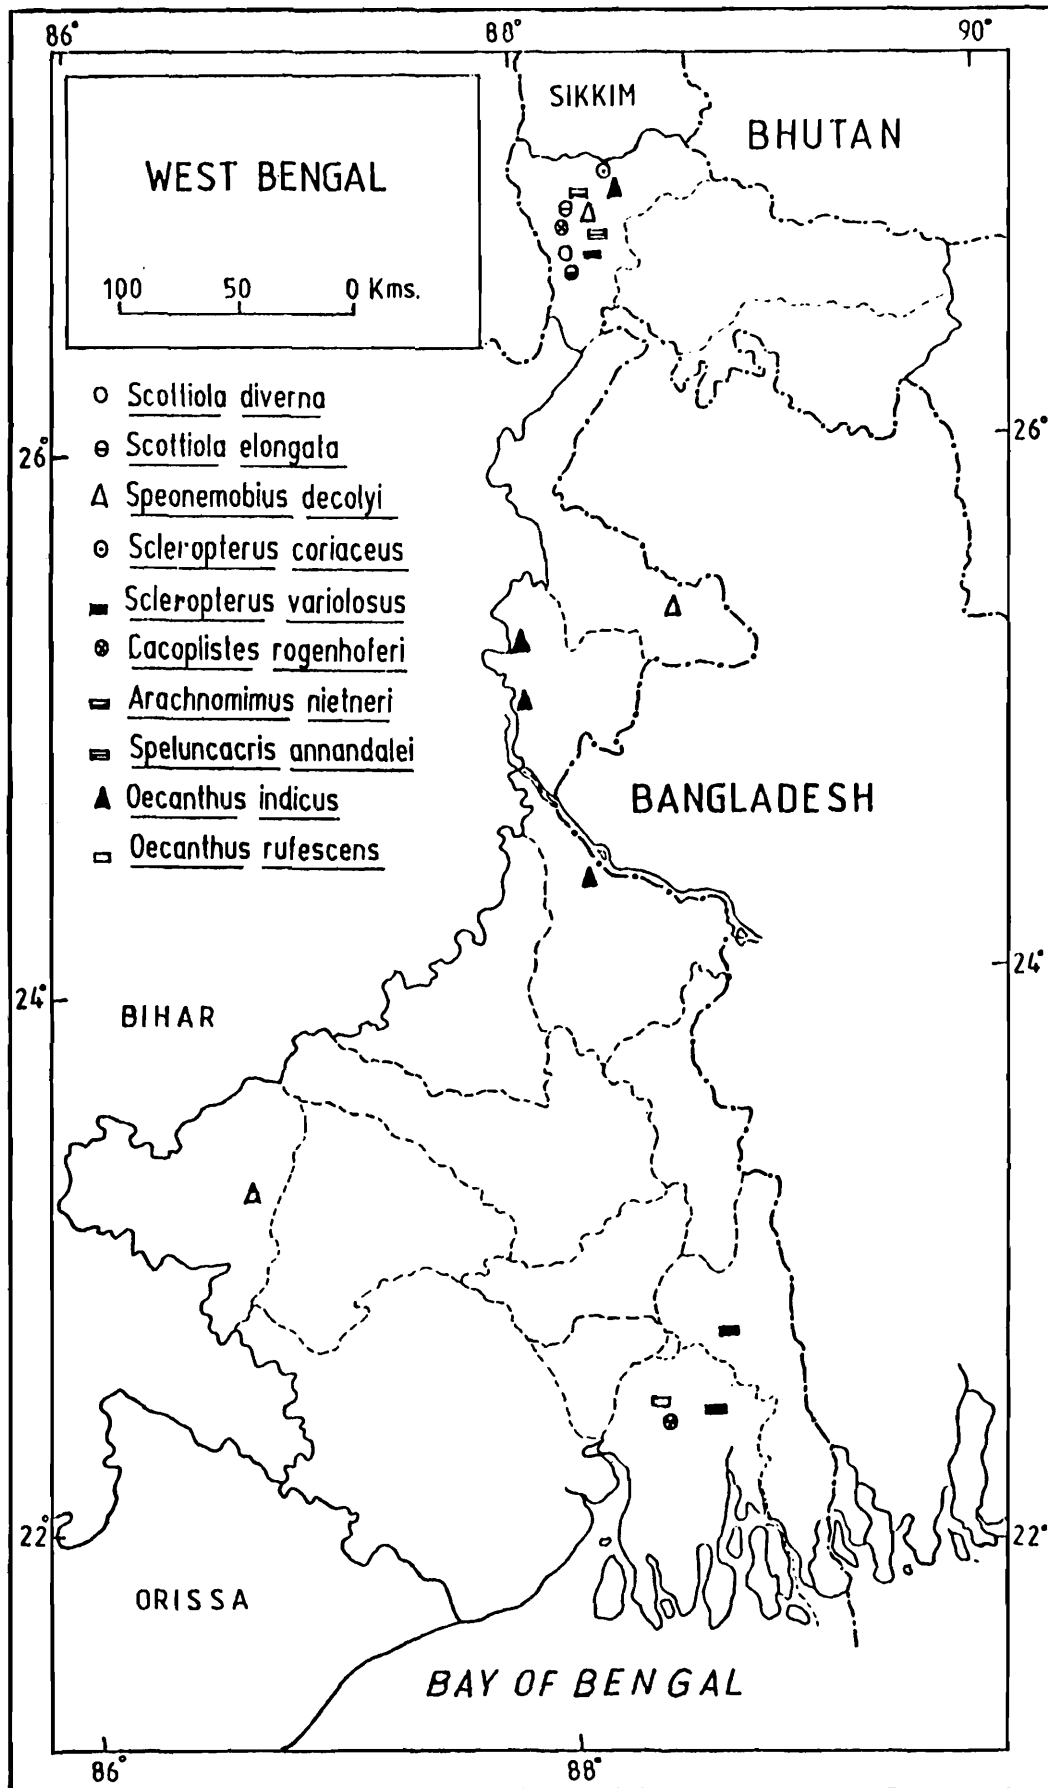 86° 88° 90°
SIKKIM
BHUTAN
WEST BENGAL
100 50 0 Kms.
Scottiola diverna
26° Scottiola elongata 26°
Speonemobius decolyi
Scleropterus coriaceus
Scleropterus variolosus
Cacoplistes rogenhoferi
Arachnomimus nietneri
Speluncacris annandalei
BANGLADESH
Oecanthus indicus
Oecanthus rufescens
24° 24°
BIHAR
22° 22°
ORISSA
BAY OF BENGAL
86° 88°